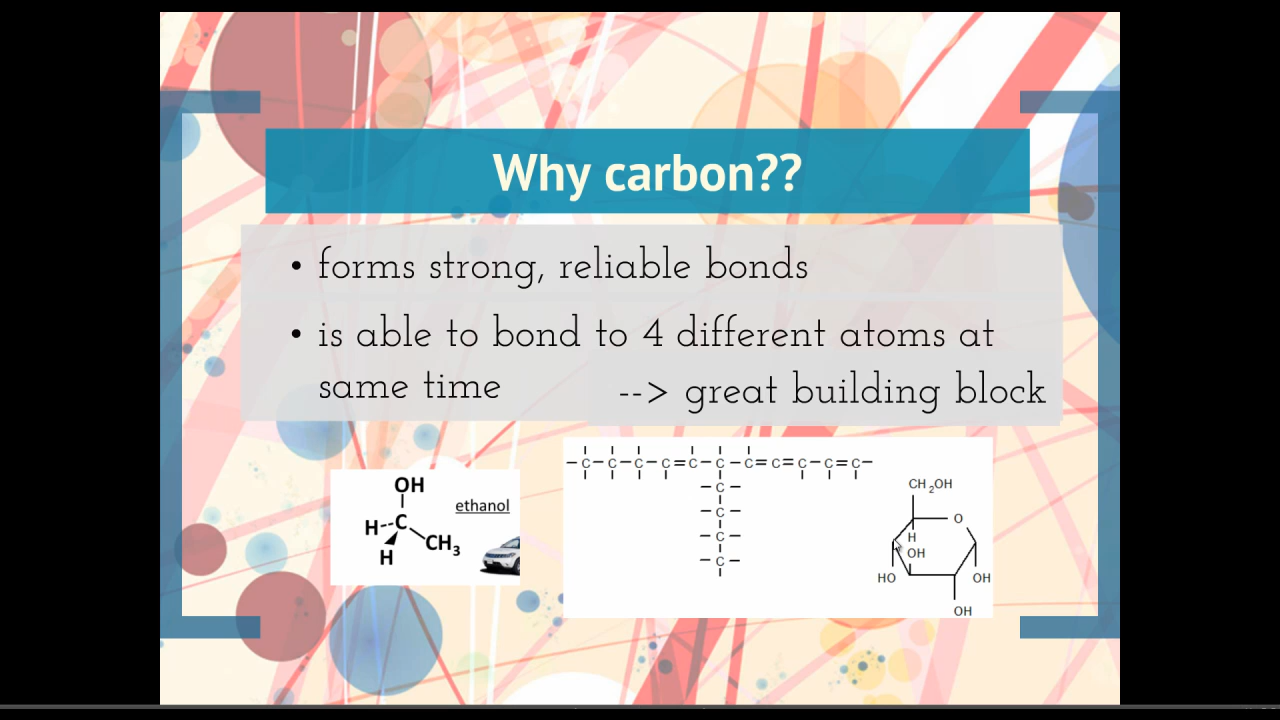 Why carbon??
• forms strong, reliable bonds
• is able to bond to 4 different atoms at
same time --> great building block
OH
ethanol
H--C
H CH3
-C-C-C-C=C-C-C=C=C-C=C-
-C-
-C-
-C-
-C-
CH2OH
O
H
OH
HO OH
OH